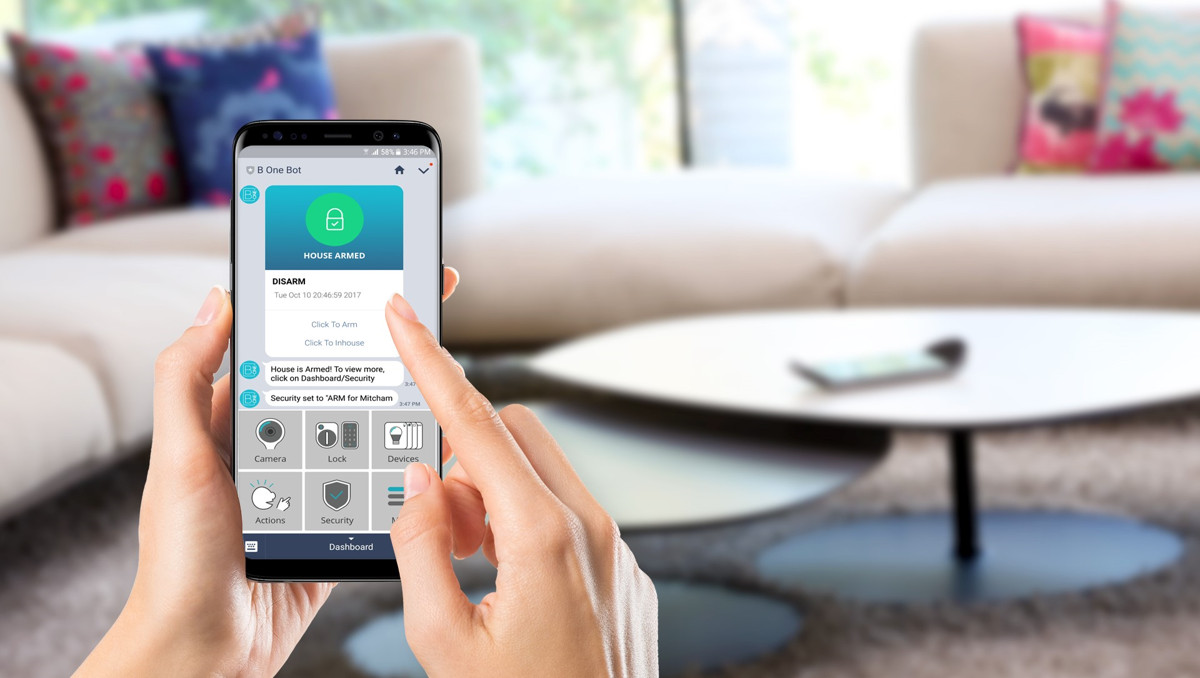 58% 3:46 PM
B One Bot
HOUSE ARMED
DISARM
Tue Oct 10 20:46:59 2017
Click To Arm
Click To Inhouse
House is Armed! To view more,
click on Dashboard/Security
3:47
Security set to "ARM for Mitcham
3:47 PM
Camera
Lock
Devices
Actions
Security
Dashboard